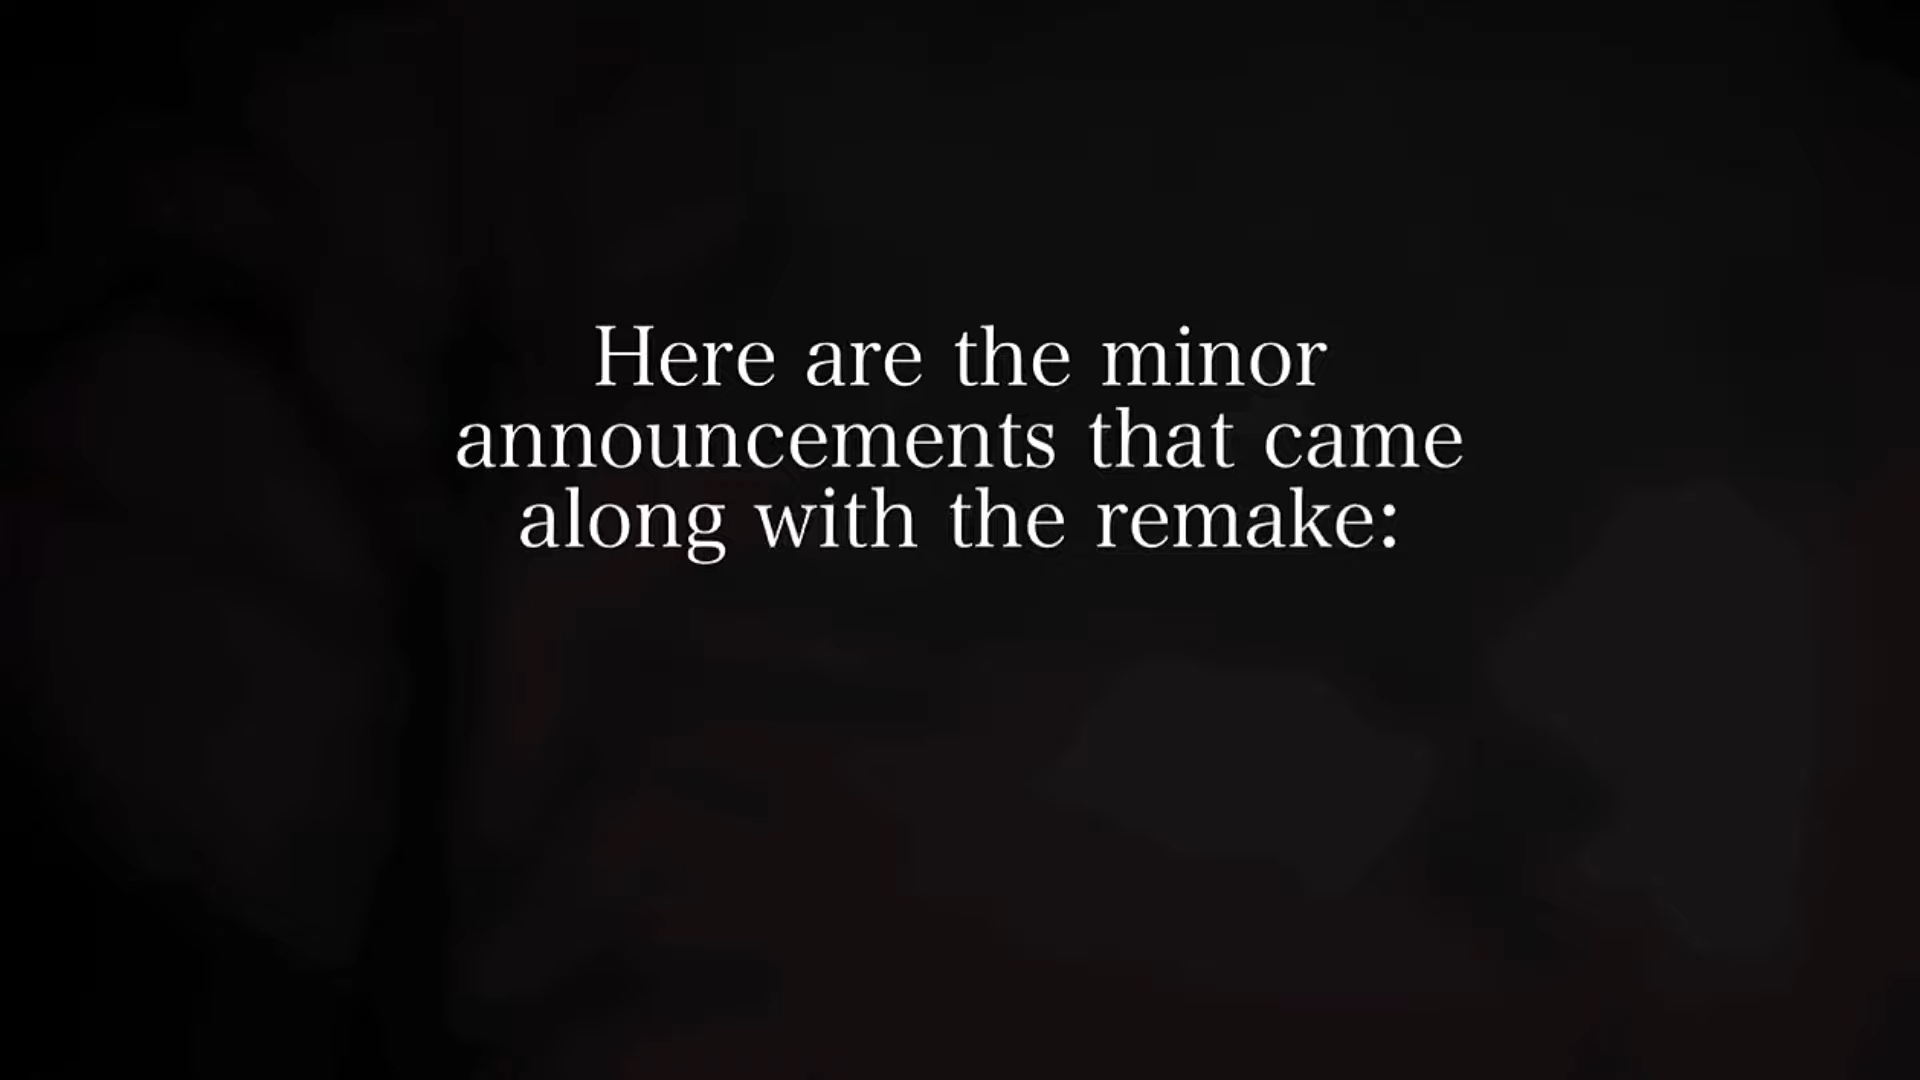 Here are the minor
announcements that came
along with the remake: